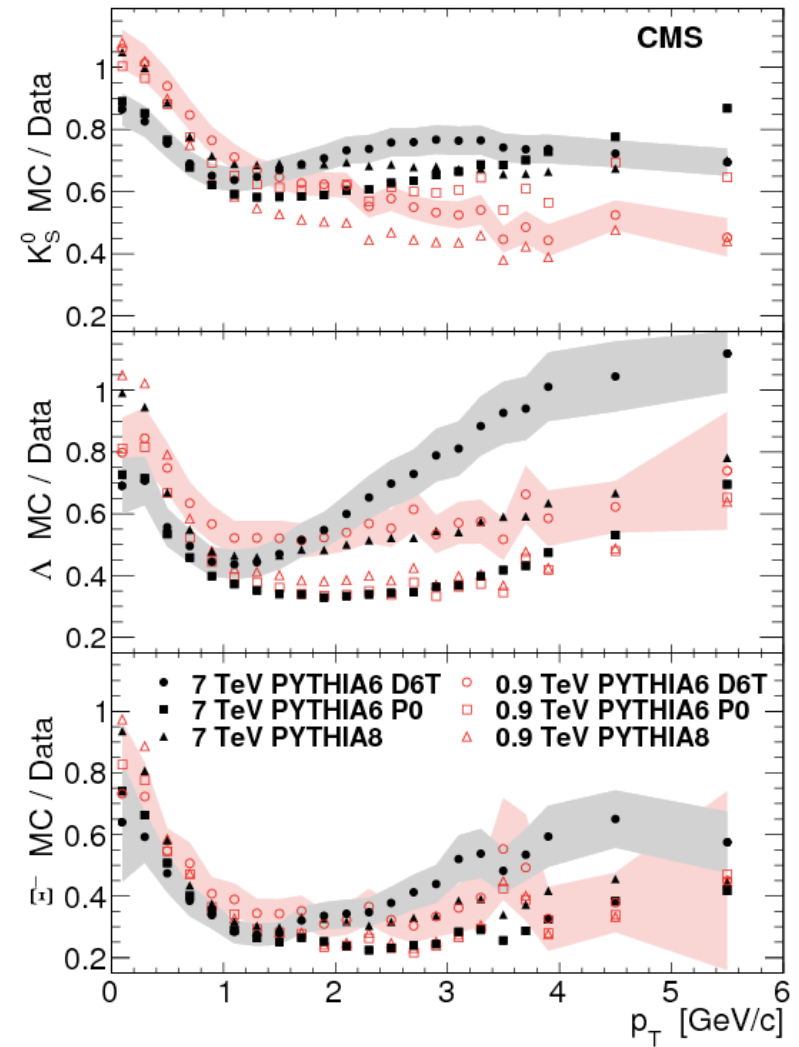 CMS
K_S^0 MC / Data
1
0.8
0.6
0.4
0.2
Λ MC / Data
1
0.8
0.6
0.4
0.2
7 TeV PYTHIA6 D6T
7 TeV PYTHIA6 P0
7 TeV PYTHIA8
0.9 TeV PYTHIA6 D6T
0.9 TeV PYTHIA6 P0
0.9 TeV PYTHIA8
Ξ⁻ MC / Data
1
0.8
0.6
0.4
0.2
0 1 2 3 4 5 6
p_T [GeV/c]